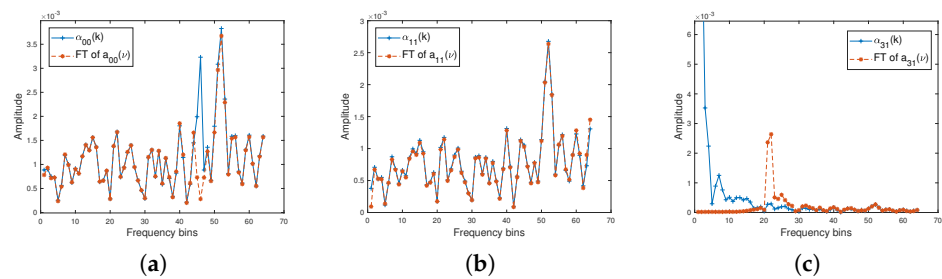 ×10⁻³
α₀₀(k)
FT of a₀₀(ν)
Amplitude
3.5
3
2.5
2
1.5
1
0.5
0
0 10 20 30 40 50 60 70
Frequency bins
(a)
×10⁻³
α₁₁(k)
FT of a₁₁(ν)
Amplitude
3
2.5
2
1.5
1
0.5
0
0 10 20 30 40 50 60 70
Frequency bins
(b)
×10⁻³
α₃₁(k)
FT of a₃₁(ν)
Amplitude
6
5
4
3
2
1
0
0 10 20 30 40 50 60 70
Frequency bins
(c)